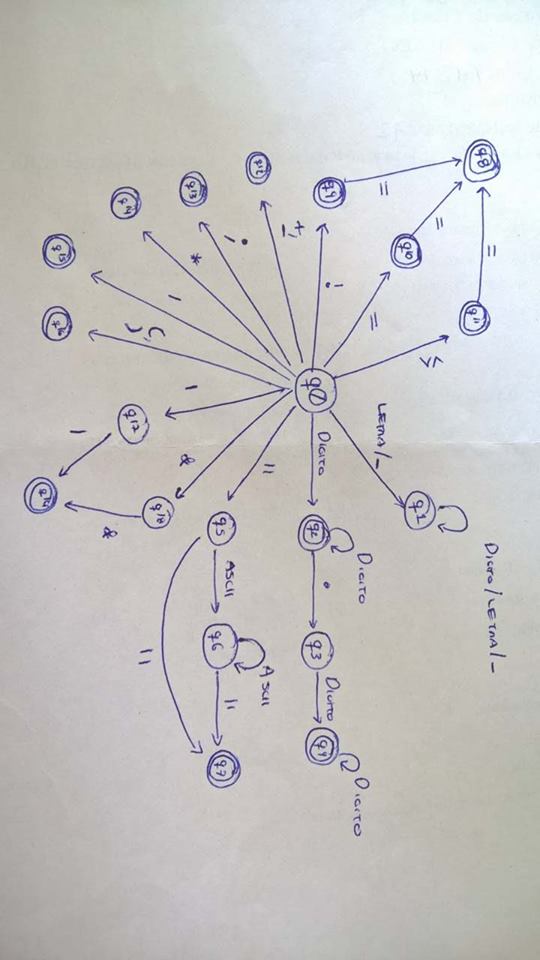 DIGITO/LETRA/_
=
q8
q11
<
>
=
q10
q1
LETRA/_
=
=
DIGITO
DIGITO
q9
!
q0
DIGITO
q2
.
q3
DIGITO
q4
+,
-
q12
"
ASCII
;
q5
ASCII
q6
"
q7
q13
*
/
(,
)
|
&
"
q14
q17
q18
|
&
q15
q16
q19